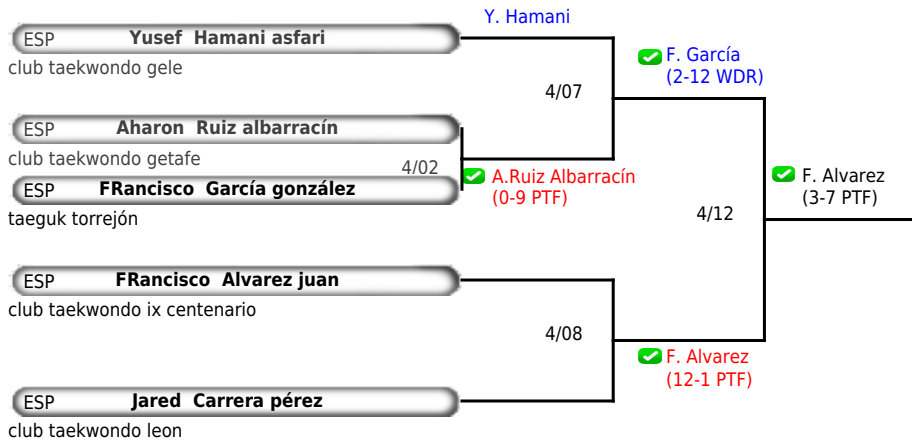 Y. Hamani
ESP Yusef Hamani asfari
club taekwondo gele
F. García
(2-12 WDR)
4/07
ESP Aharon Ruiz albarracín
club taekwondo getafe
4/02
A.Ruiz Albarracín
(0-9 PTF)
F. Alvarez
(3-7 PTF)
ESP FRancisco García gonzález
taeguk torrejón
4/12
ESP FRancisco Alvarez juan
club taekwondo ix centenario
4/08
F. Alvarez
(12-1 PTF)
ESP Jared Carrera pérez
club taekwondo leon